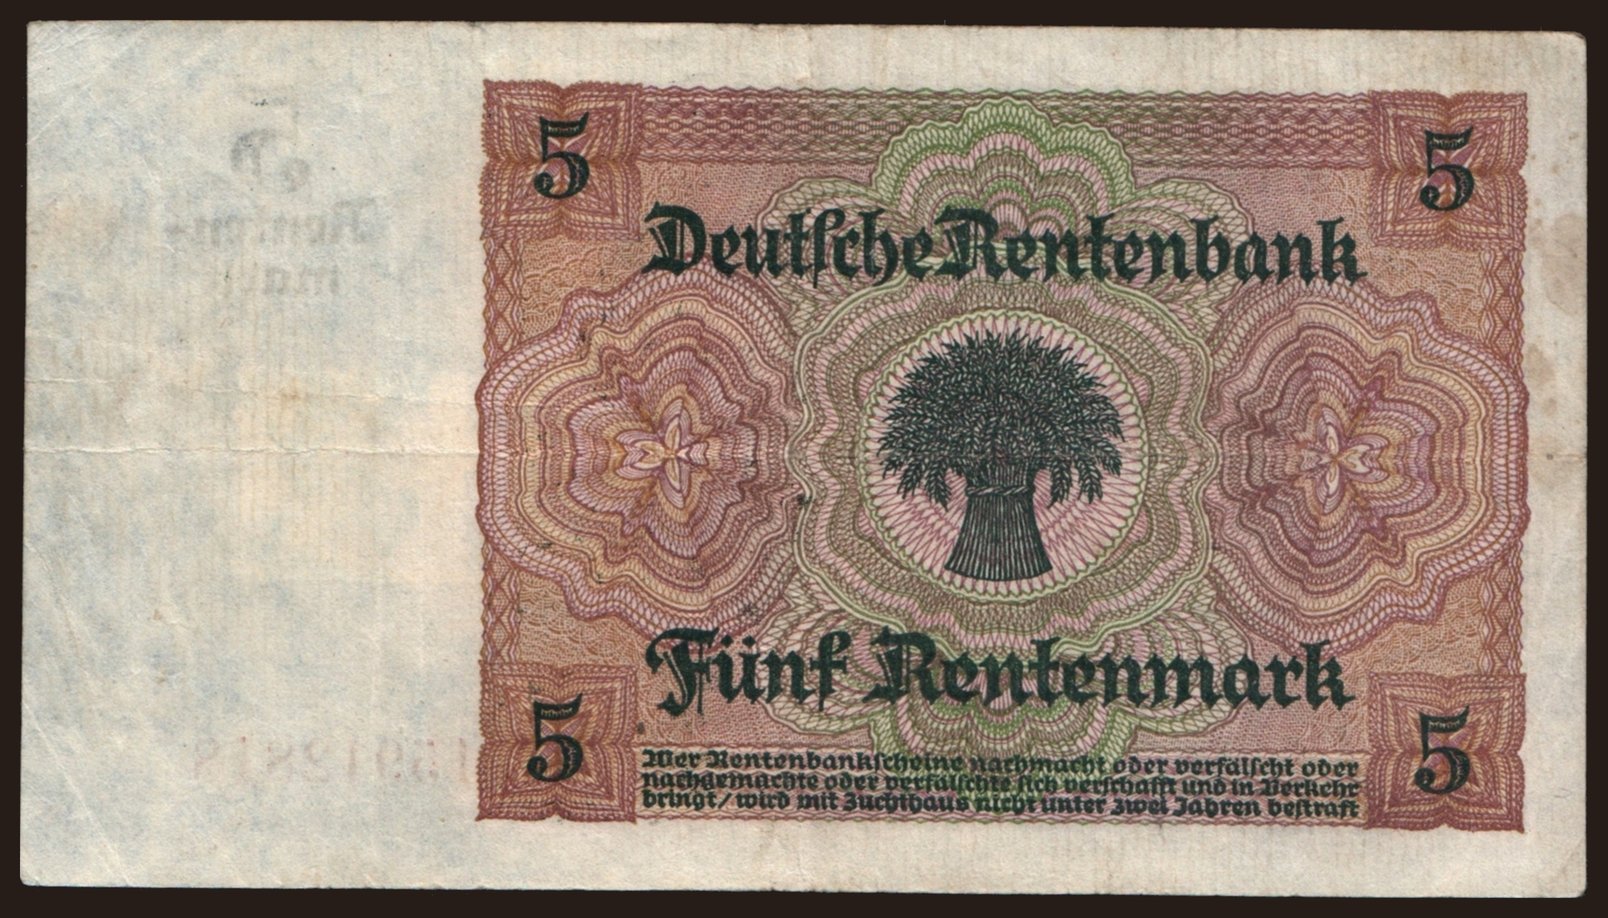 5 5
Deutsche Rentenbank
Fünf Rentenmark
5 5
Wer Rentenbankscheine nachmacht oder verfälscht oder
nachgemachte oder verfälschte sich verschafft und in Verkehr
bringt/wird mit Zuchthaus nicht unter zwei Jahren bestraft